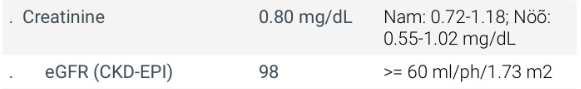 . Creatinine 0.80 mg/dL Nam: 0.72-1.18; Nöõ:
0.55-1.02 mg/dL
. eGFR (CKD-EPI) 98 >= 60 ml/ph/1.73 m2